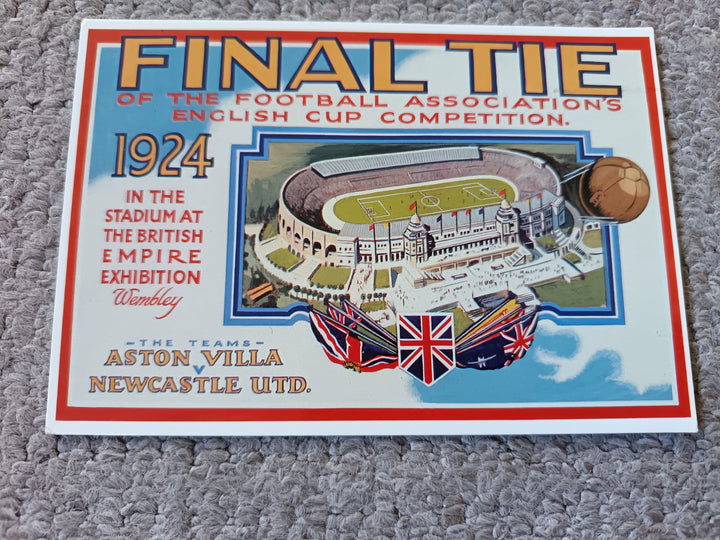 FINAL TIE
OF THE FOOTBALL ASSOCIATION'S
ENGLISH CUP COMPETITION.
1924
IN THE
STADIUM AT
THE BRITISH
EMPIRE
EXHIBITION
Wembley
-THE TEAMS-
ASTON VILLA
V
NEWCASTLE UTD.